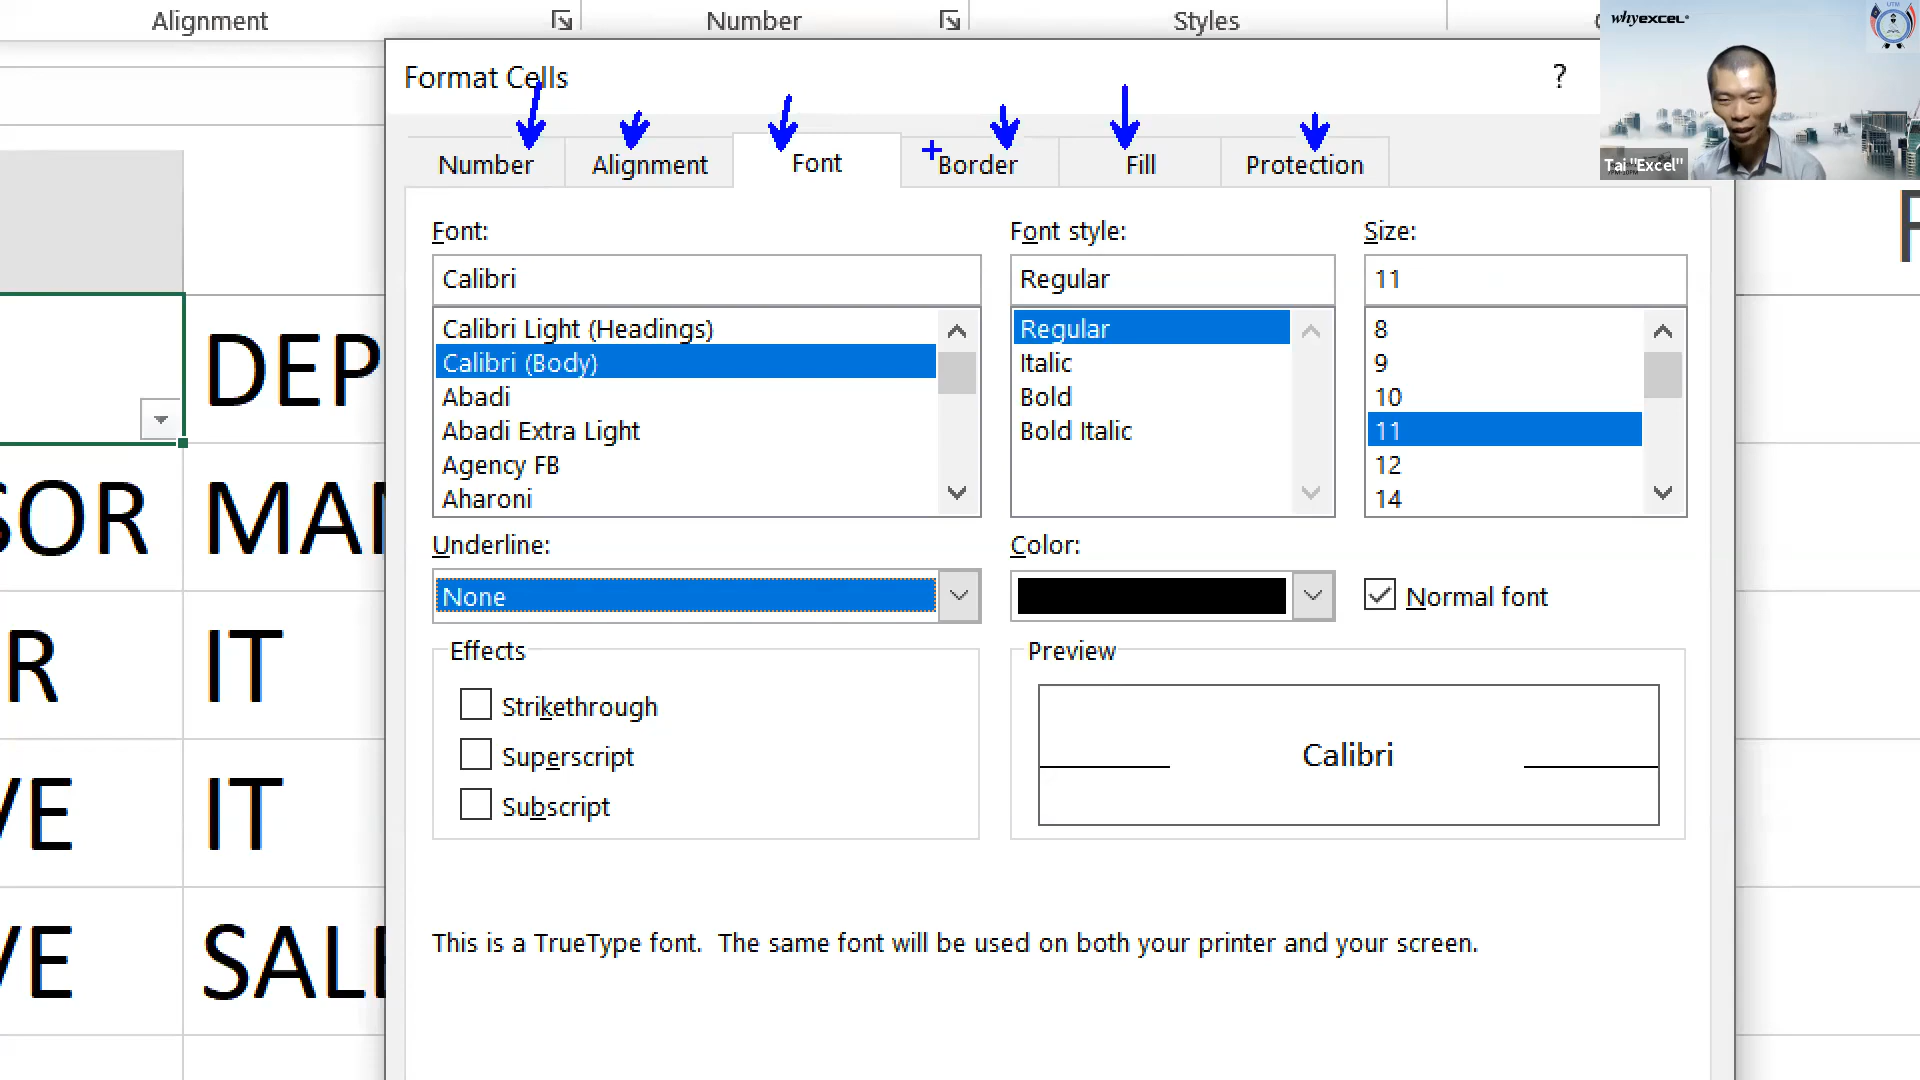 Alignment
Number
Styles
whyexcel
UTM
Tai "Excel"
Format Cells
?
Number
Alignment
Font
Border
Fill
Protection
Font:
Font style:
Size:
Calibri
Regular
11
Calibri Light (Headings)
Calibri (Body)
Abadi
Abadi Extra Light
Agency FB
Aharoni
Regular
Italic
Bold
Bold Italic
8
9
10
11
12
14
Underline:
Color:
None
Normal font
Effects
Preview
Strikethrough
Superscript
Subscript
Calibri
This is a TrueType font.  The same font will be used on both your printer and your screen.
DEP
SOR
MAN
R
IT
VE
IT
VE
SALE
F